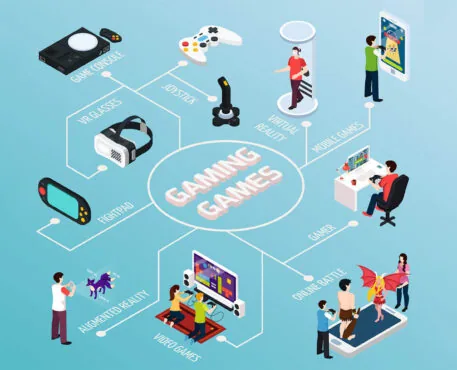 GAME CONSOLE
JOYSTICK
VR GLASSES
VIRTUAL
REALITY
MOBILE GAMES
GAMING
GAMES
FIGHTPAD
GAMER
ONLINE BATTLE
AUGMENTED REALITY
VIDEO GAMES